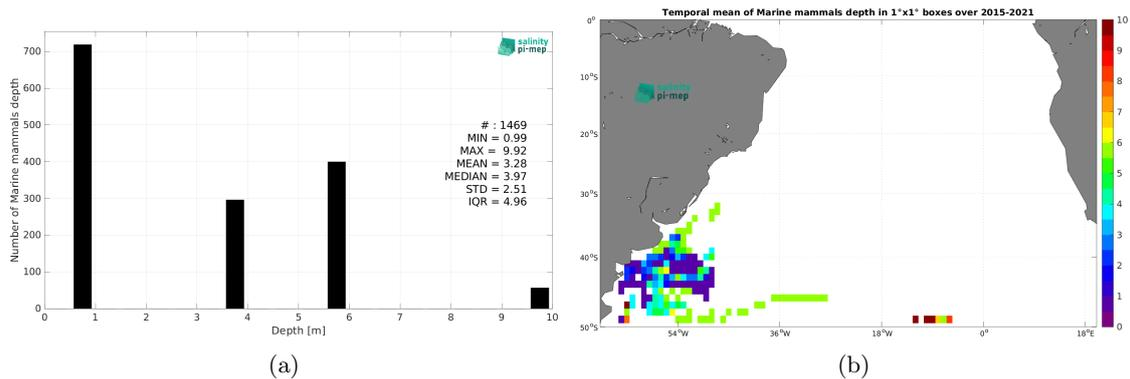 700
600
500
400
300
200
100
0
Number of Marine mammals depth
salinity
pi-mep
# : 1469
MIN = 0.99
MAX = 9.92
MEAN = 3.28
MEDIAN = 3.97
STD = 2.51
IQR = 4.96
0 1 2 3 4 5 6 7 8 9 10
Depth [m]
(a)
Temporal mean of Marine mammals depth in 1°x1° boxes over 2015-2021
0°
10°S
20°S
30°S
40°S
50°S
salinity
pi-mep
54°W 36°W 18°W 0° 18°E
10
9
8
7
6
5
4
3
2
1
0
(b)